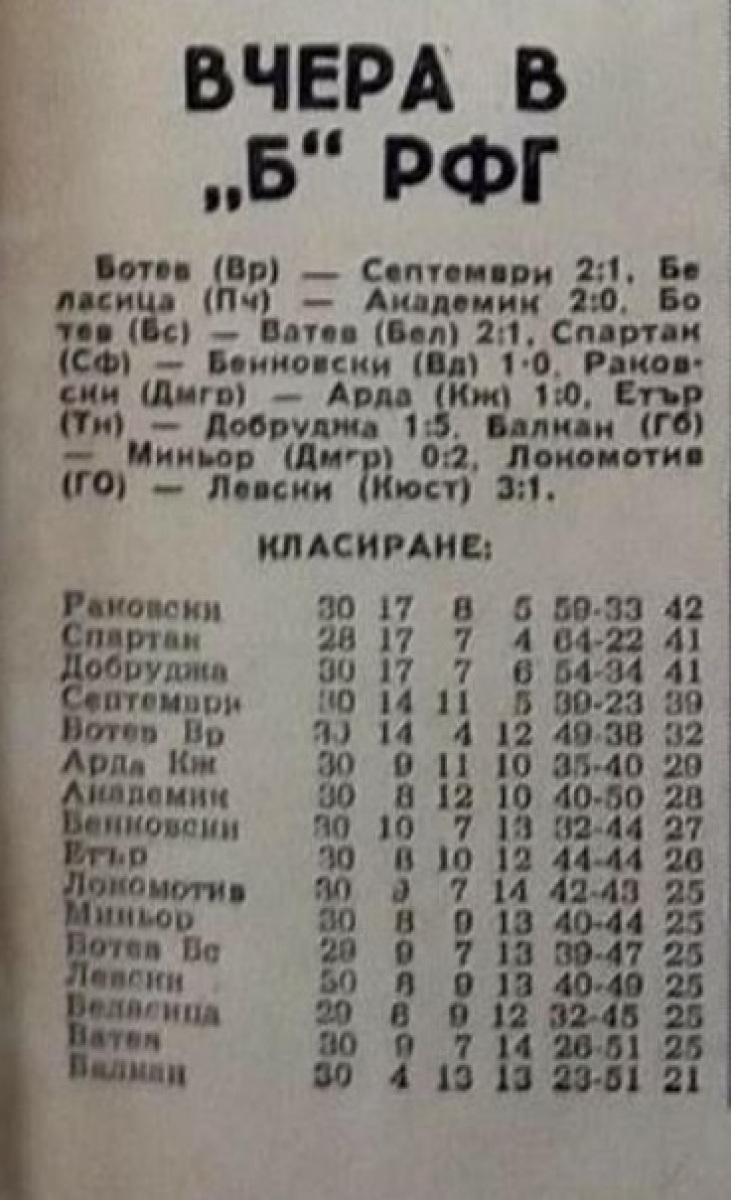 ВЧЕРА В
„Б“ РФГ
Ботев (Вр) — Септември 2:1, Бе
ласица (Пч) — Академик 2:0, Бо
тев (Бс) — Ватев (Бел) 2:1, Спартак
(Сф) — Бенковски (Вд) 1·0, Раков-
ски (Дмгр) — Арда (Кж) 1:0, Етър
(Тн) — Добруджа 1:5, Балкан (Гб)
— Миньор (Дмгр) 0:2, Локомотив
(ГО) — Левски (Кюст) 3:1.
КЛАСИРАНЕ:
Раковски 30 17 8 5 59-33 42
Спартак 28 17 7 4 64-22 41
Добруджа 30 17 7 6 54-34 41
Септември 30 14 11 5 39-23 39
Ботев Вр 30 14 4 12 49-38 32
Арда Кж 30 9 11 10 35-40 29
Академик 30 8 12 10 40-50 28
Бенковски 30 10 7 13 32-44 27
Етър 30 8 10 12 44-44 26
Локомотив 30 9 7 14 42-43 25
Миньор 30 8 9 13 40-44 25
Ботев Бс 29 9 7 13 39-47 25
Левски 30 8 9 13 40-49 25
Беласица 29 8 9 12 32-45 25
Ватев 30 9 7 14 26-51 25
Балкан 30 4 13 13 23-51 21